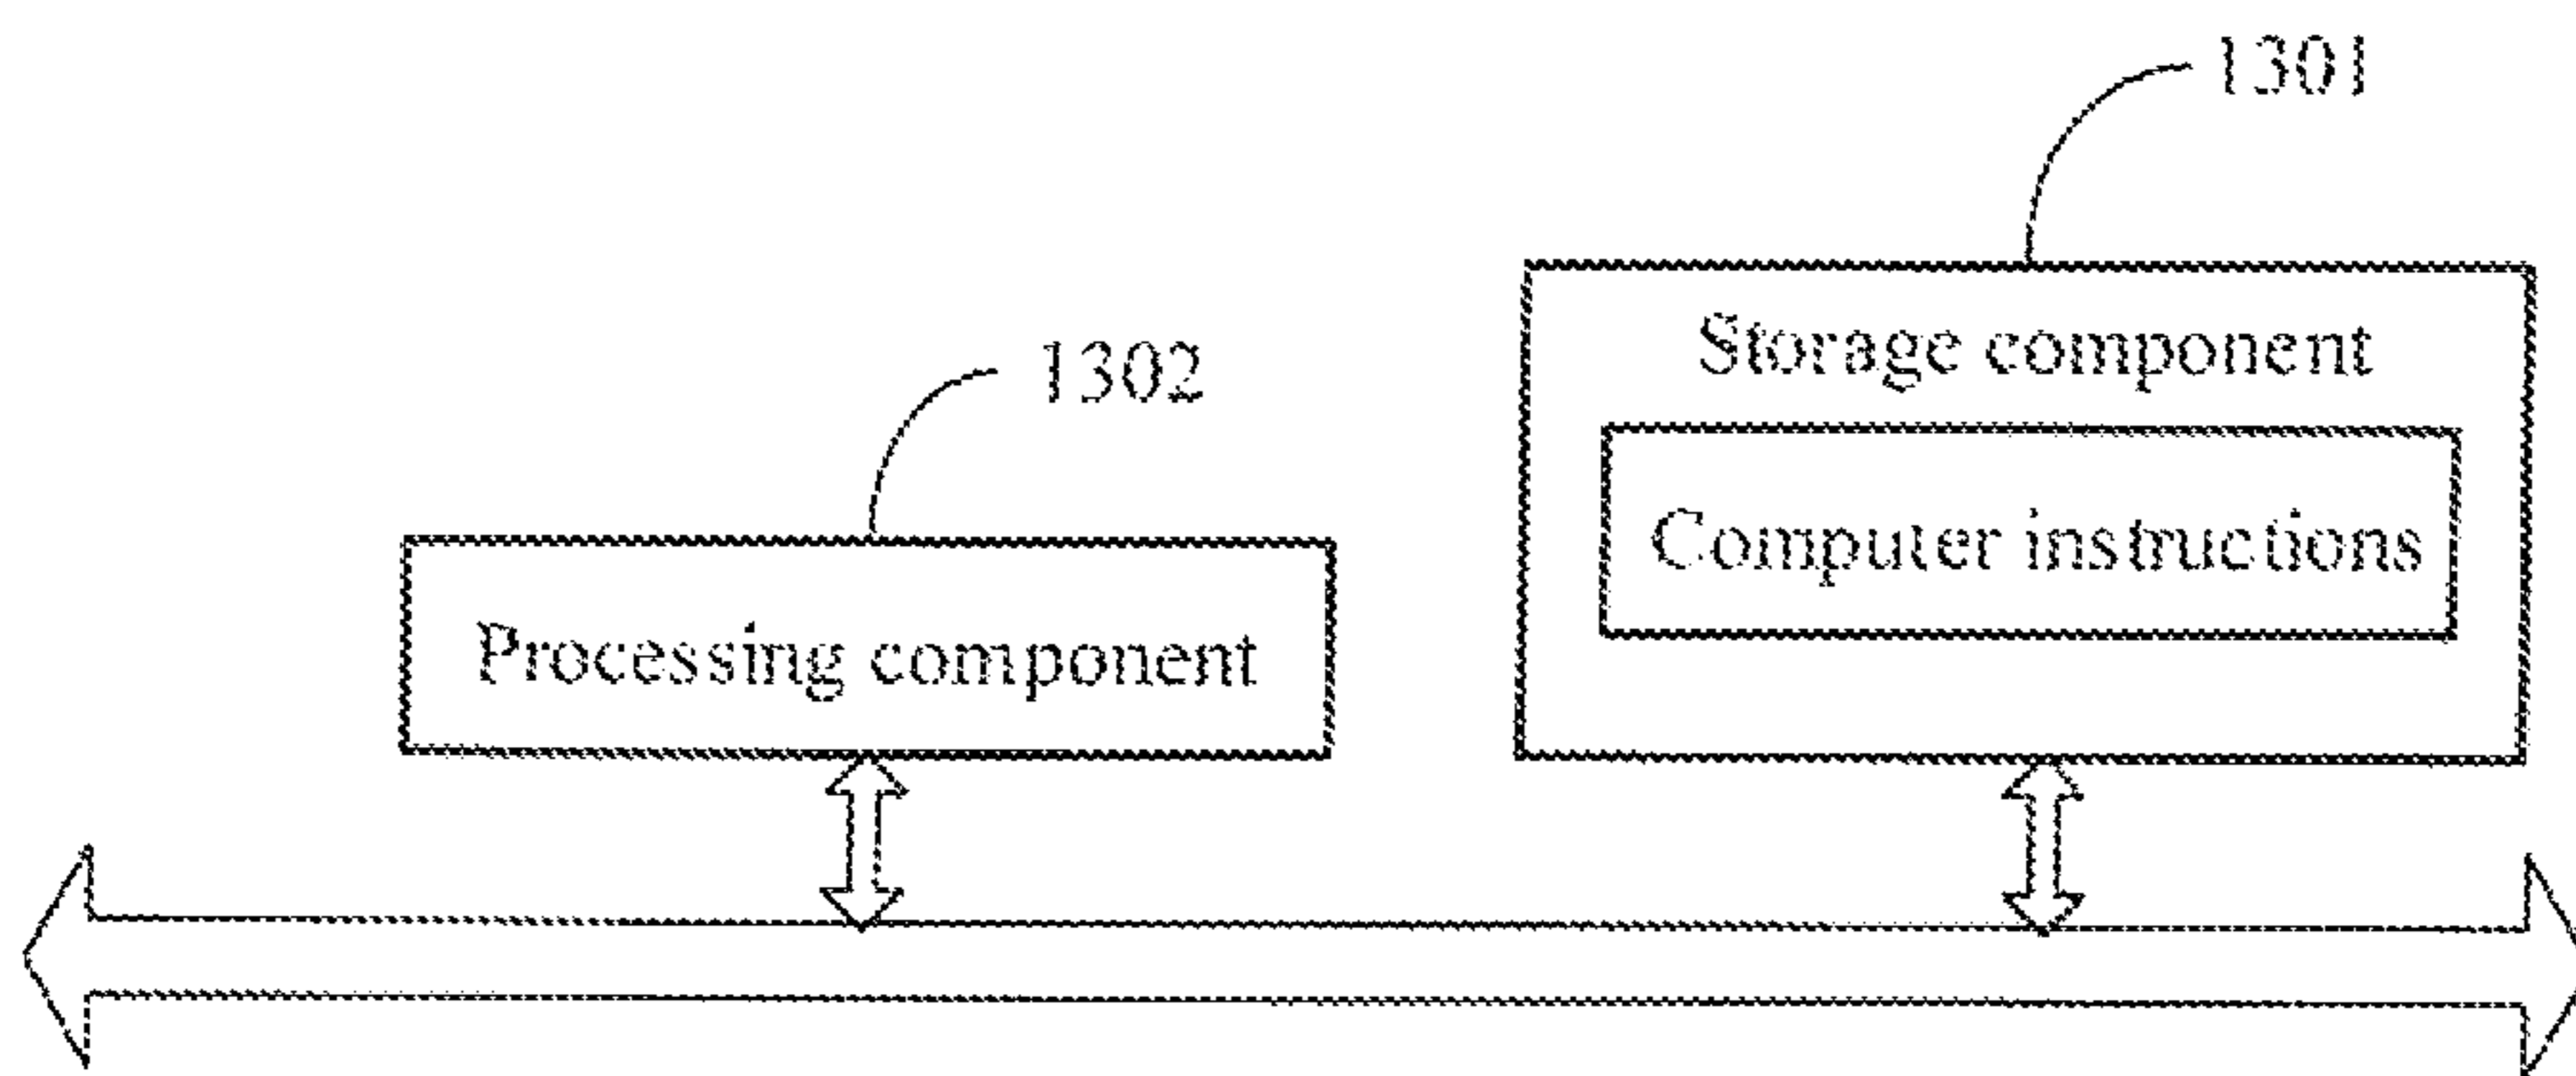 1301
Storage component
1302
Computer instructions
Processing component